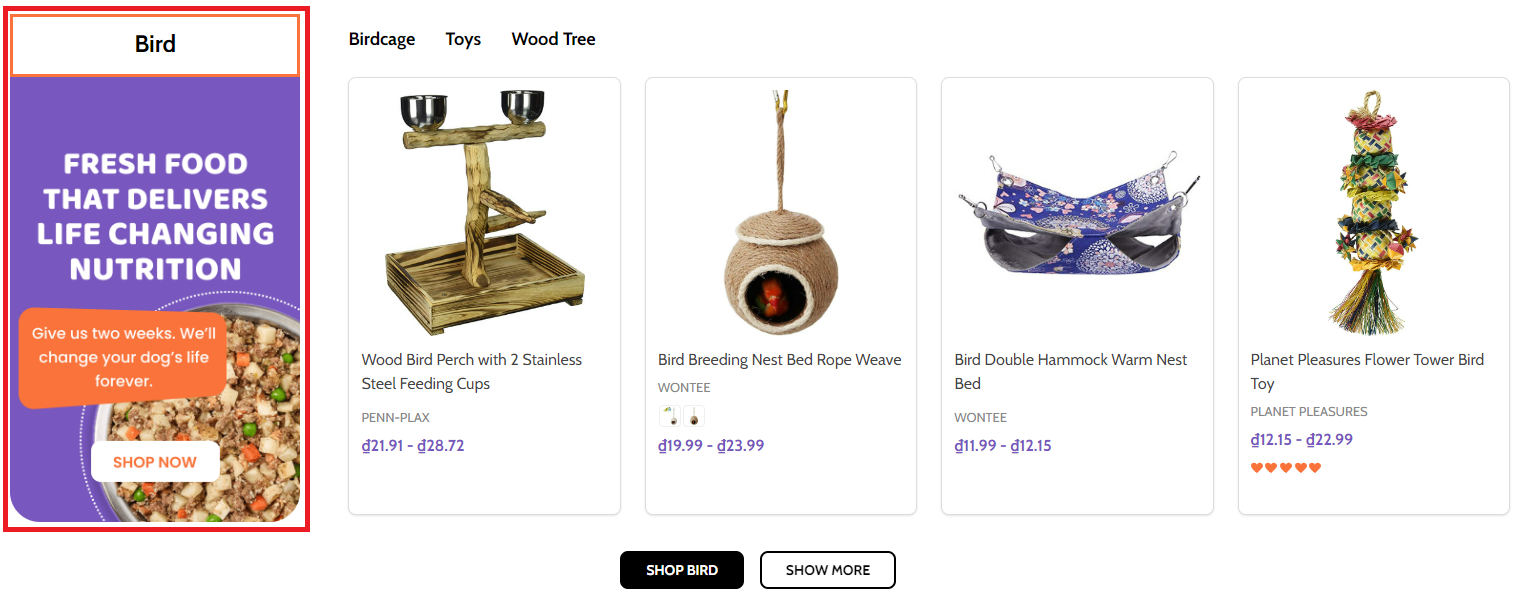 Bird
FRESH FOOD
THAT DELIVERS
LIFE CHANGING
NUTRITION
Give us two weeks. We'll
change your dog's life
forever.
SHOP NOW
Birdcage Toys Wood Tree
Wood Bird Perch with 2 Stainless
Steel Feeding Cups
PENN-PLAX
₫21.91 - ₫28.72
Bird Breeding Nest Bed Rope Weave
WONTEE
₫19.99 - ₫23.99
Bird Double Hammock Warm Nest
Bed
WONTEE
₫11.99 - ₫12.15
Planet Pleasures Flower Tower Bird
Toy
PLANET PLEASURES
₫12.15 - ₫22.99
SHOP BIRD
SHOW MORE